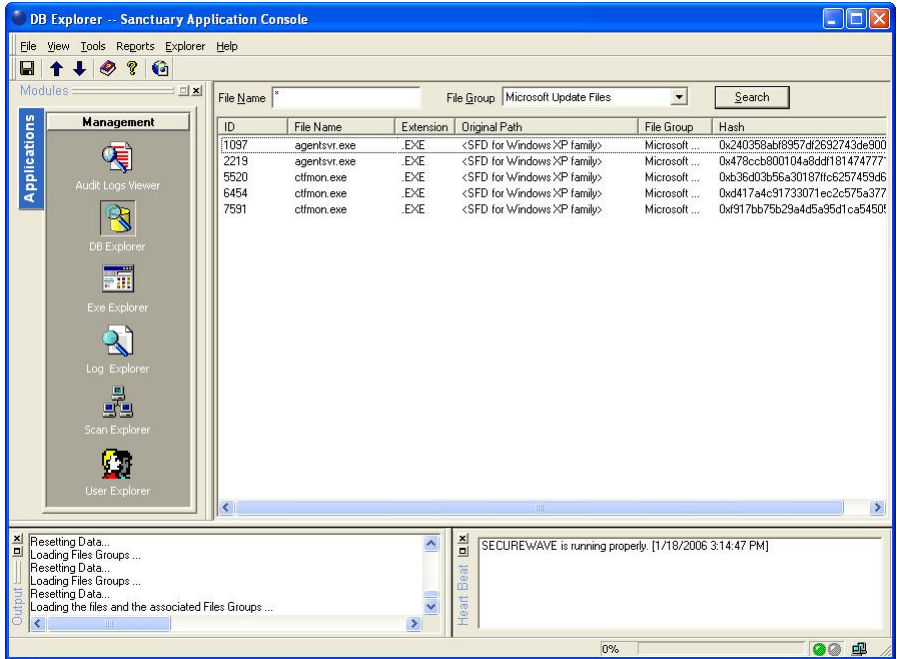 DB Explorer -- Sanctuary Application Console
File View Tools Reports Explorer Help
Modules
Applications
Management
Audit Logs Viewer
DB Explorer
Exe Explorer
Log Explorer
Scan Explorer
User Explorer
File Name * File Group Microsoft Update Files Search
ID File Name Extension Original Path File Group Hash
1097 agentsvr.exe .EXE <SFD for Windows XP family> Microsoft ... 0x240358abf8957df2692743de900
2219 agentsvr.exe .EXE <SFD for Windows XP family> Microsoft ... 0x478ccb800104a8ddf181474777
5520 ctfmon.exe .EXE <SFD for Windows XP family> Microsoft ... 0xb36d03b56a30187ffc6257459d6
6454 ctfmon.exe .EXE <SFD for Windows XP family> Microsoft ... 0xd417a4c91733071ec2c575a377
7591 ctfmon.exe .EXE <SFD for Windows XP family> Microsoft ... 0xf917bb75b29a4d5a95d1ca5450
Output
Resetting Data...
Loading Files Groups ...
Resetting Data...
Loading Files Groups ...
Resetting Data...
Loading the files and the associated Files Groups ...
Heart Beat
SECUREWAVE is running properly. [1/18/2006 3:14:47 PM]
0%